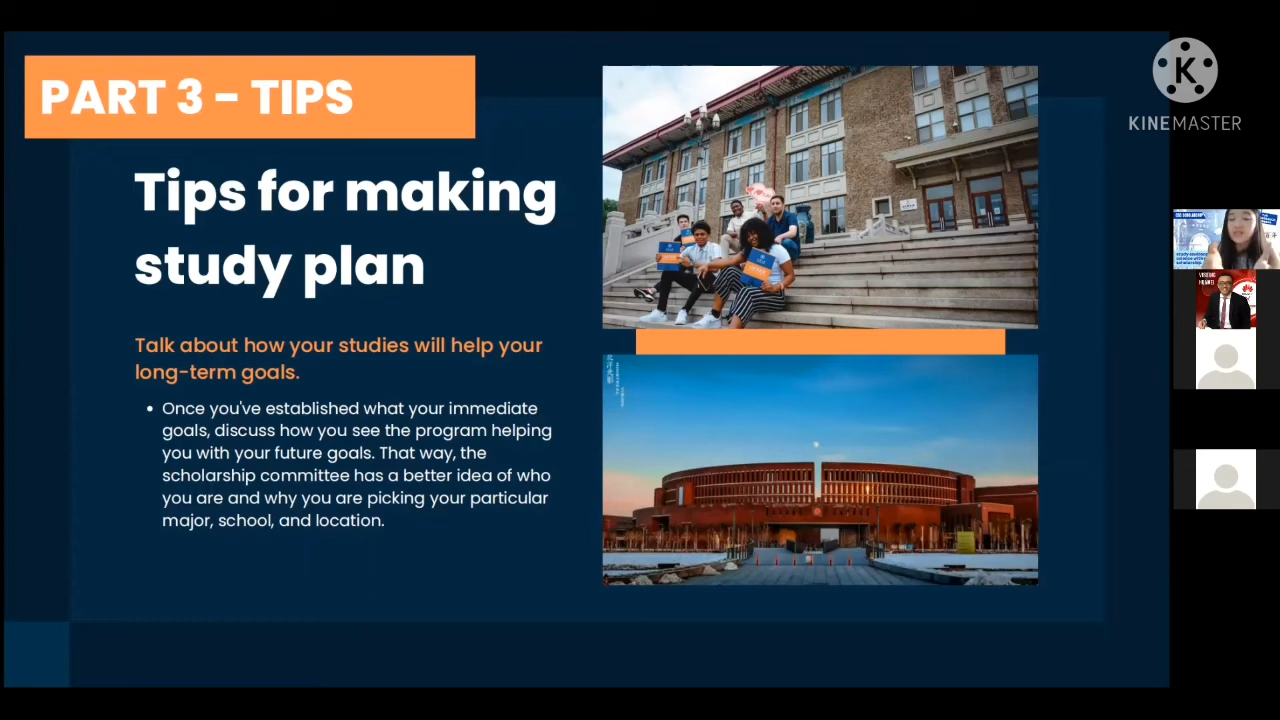 PART 3 - TIPS
Tips for making
study plan
Talk about how your studies will help your
long-term goals.
• Once you've established what your immediate
goals, discuss how you see the program helping
you with your future goals. That way, the
scholarship committee has a better idea of who
you are and why you are picking your particular
major, school, and location.
K
KINEMASTER